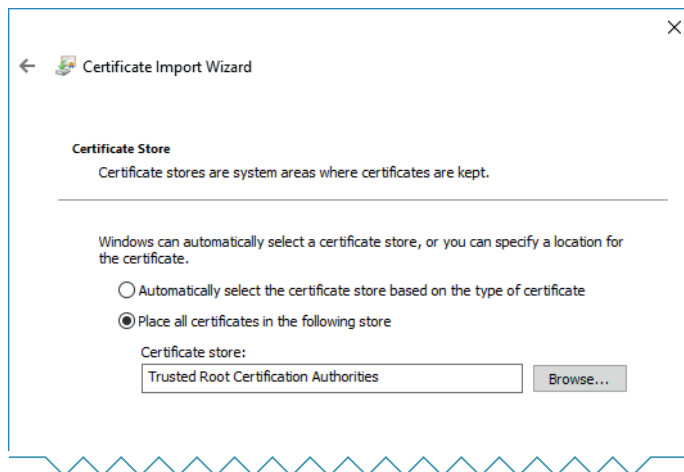 Certificate Import Wizard
Certificate Store
Certificate stores are system areas where certificates are kept.
Windows can automatically select a certificate store, or you can specify a location for
the certificate.
Automatically select the certificate store based on the type of certificate
Place all certificates in the following store
Certificate store:
Trusted Root Certification Authorities
Browse...